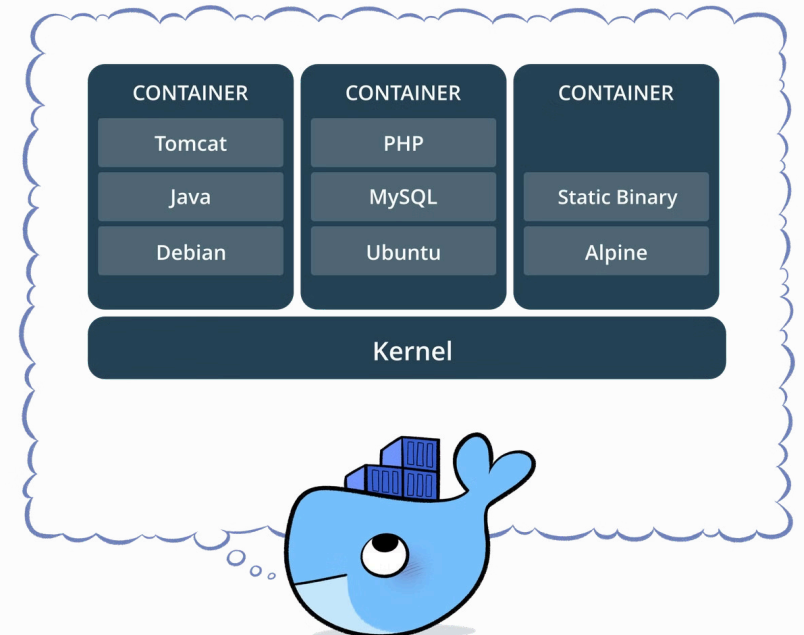 CONTAINER
Tomcat
Java
Debian
CONTAINER
PHP
MySQL
Ubuntu
CONTAINER
Static Binary
Alpine
Kernel